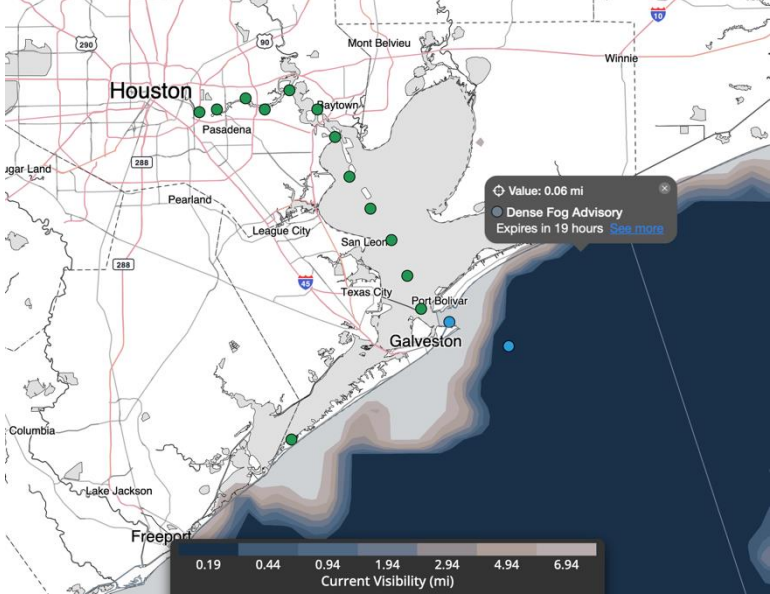 10
290
90
Mont Belvieu
Winnie
Houston
Baytown
Pasadena
288
ugar Land
Value: 0.06 mi
Dense Fog Advisory
Expires in 19 hours See more
Pearland
League City
San Leon
288
45
Texas City
Port Bolivar
Galveston
Columbia
Lake Jackson
Freeport
0.19 0.44 0.94 1.94 2.94 4.94 6.94
Current Visibility (mi)